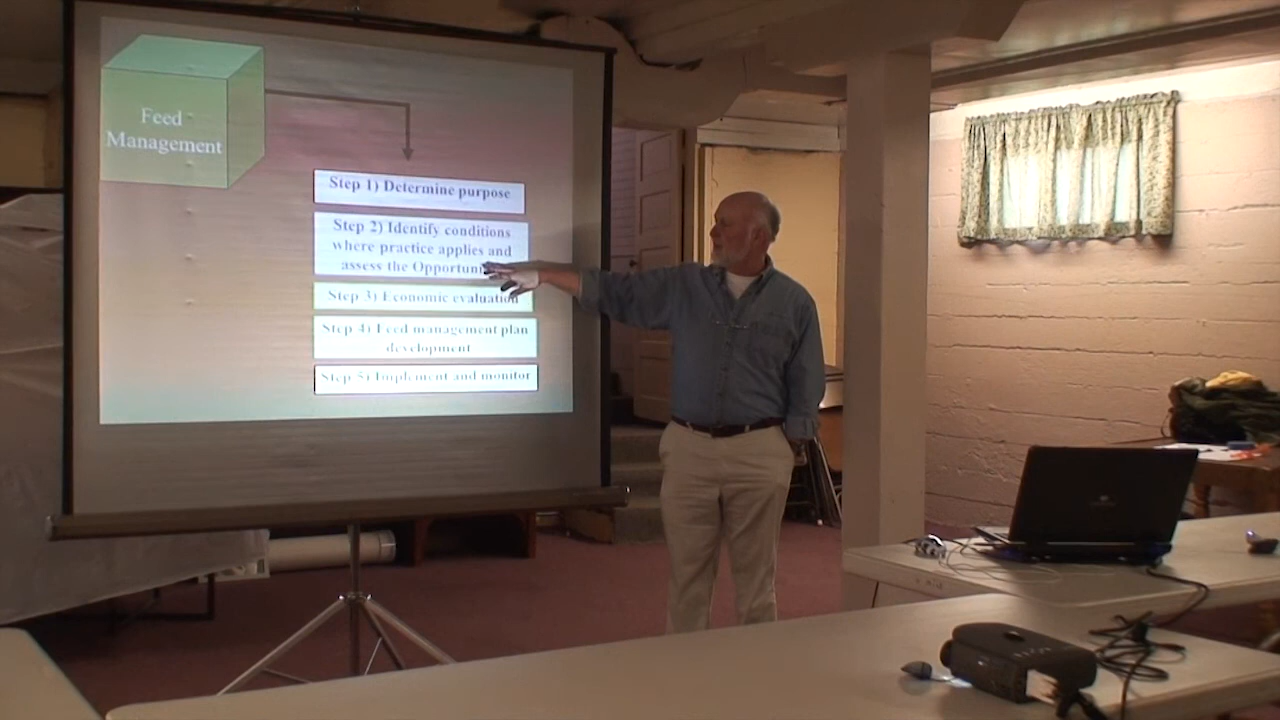 Feed
Management
Step 1) Determine purpose
Step 2) Identify conditions
where practice applies and
assess the
Step 3) Economic evaluation
Step 4) Feed management plan
development
Step 5) Implement and monitor